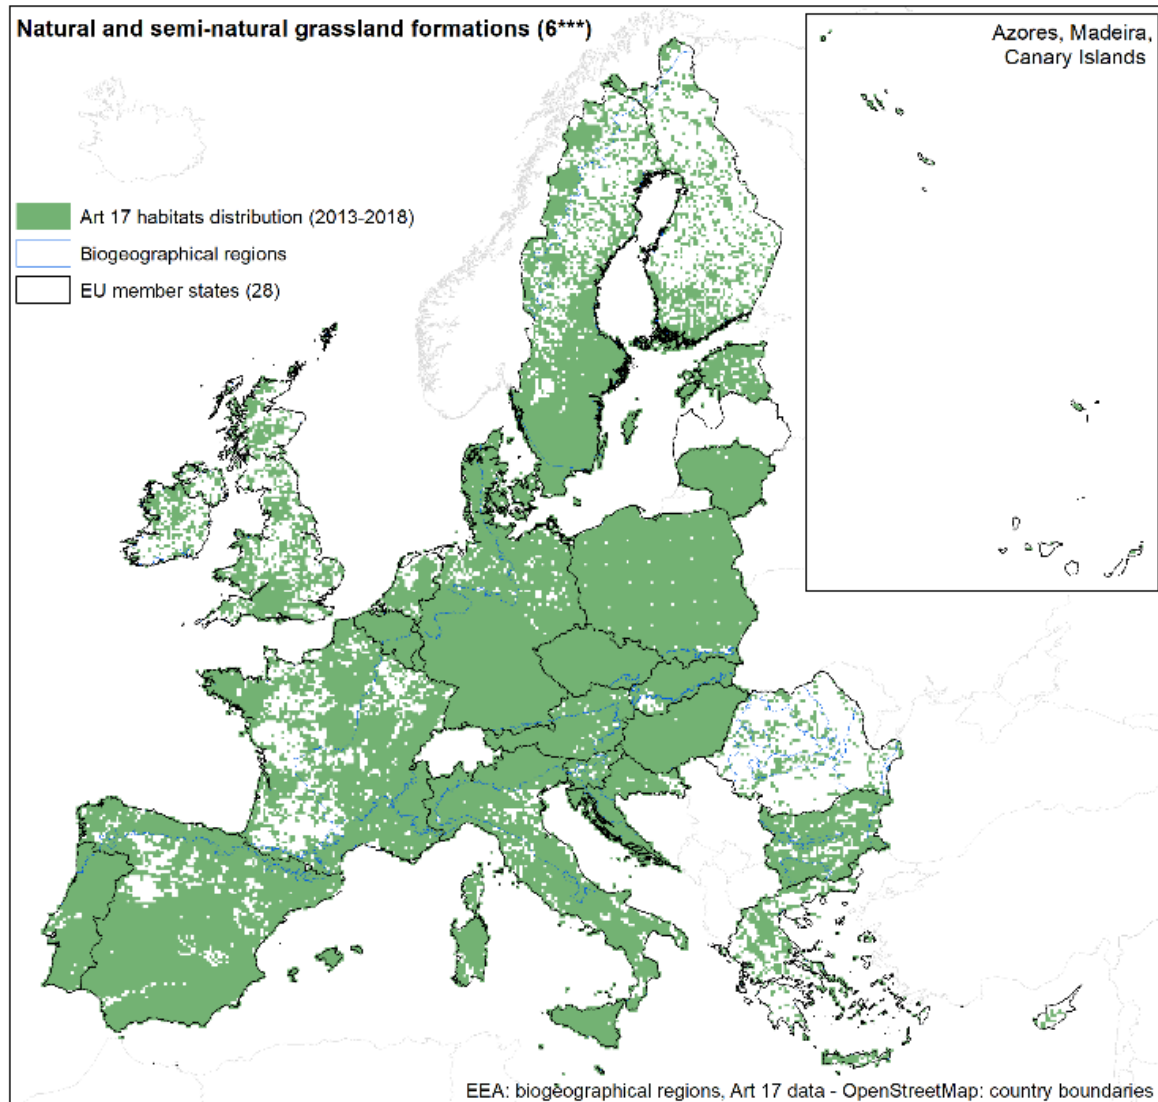 Natural and semi-natural grassland formations (6***)
Azores, Madeira,
Canary Islands
Art 17 habitats distribution (2013-2018)
Biogeographical regions
EU member states (28)
EEA: biogeographical regions, Art 17 data - OpenStreetMap: country boundaries